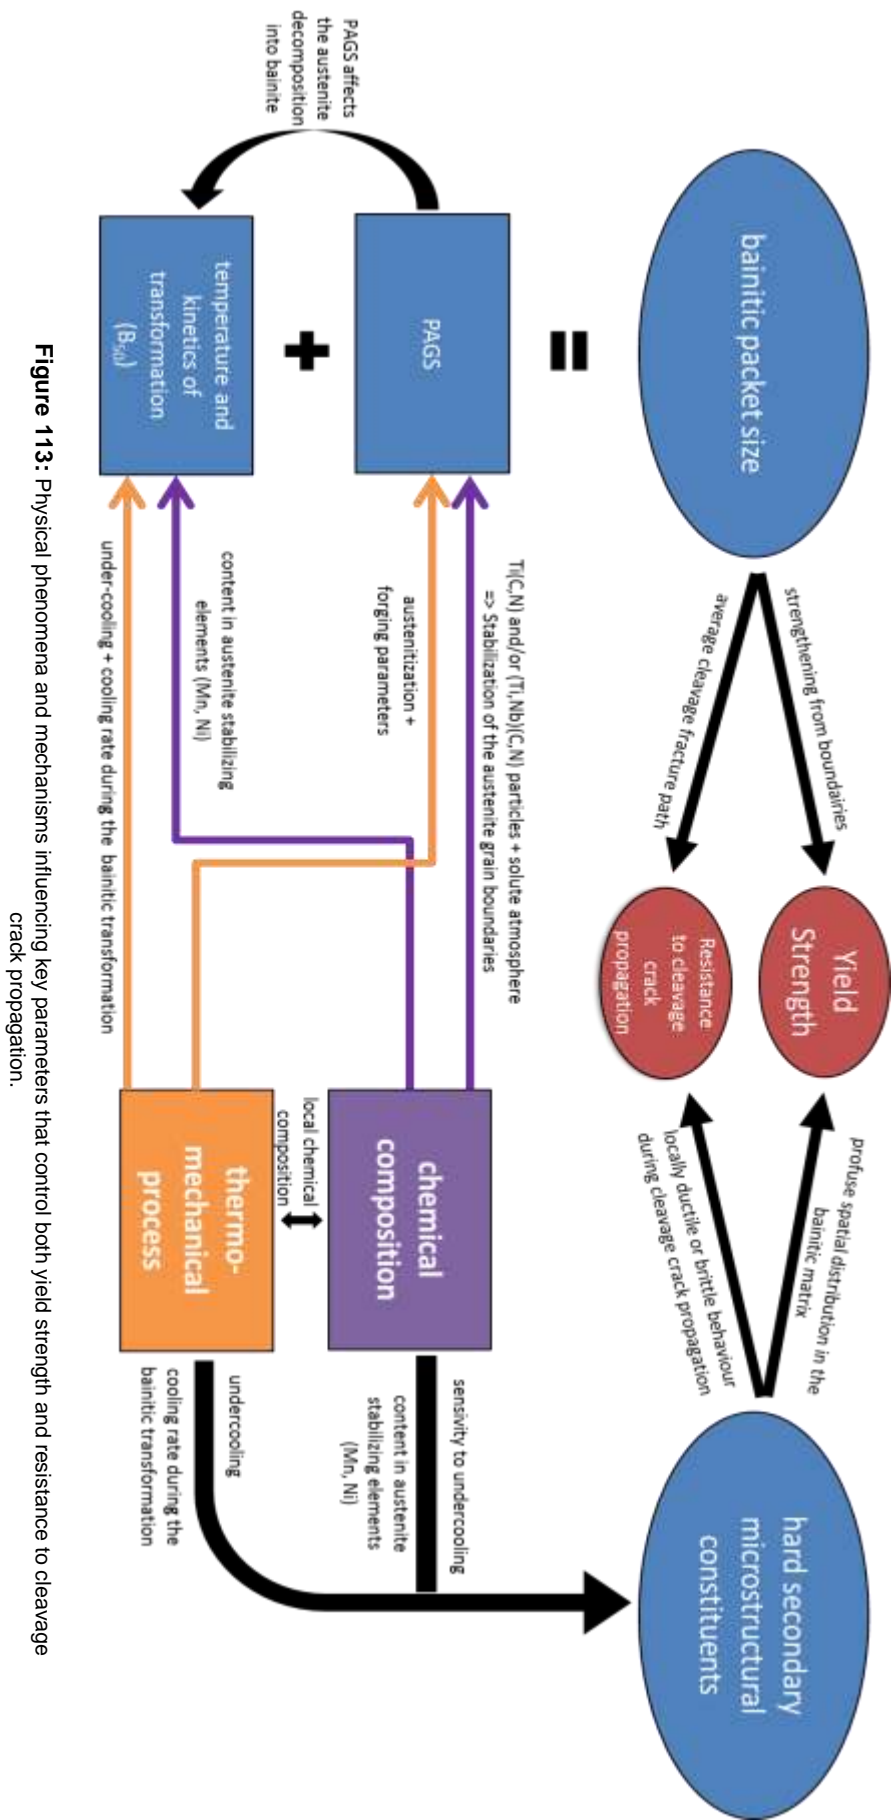 bainitic packet size
strengthening from boundairies
average cleavage fracture path
Yield
Strength
Resistance
to cleavage
crack
propagation
profuse spatial distribution in the
bainitic matrix
locally ductile or brittle behaviour
during cleavage crack propagation
hard secondary
microstructural
constituents
=
PAGS
+
temperature and
kinetics of
transformation
(B50)
PAGS affects
the austenite
decomposition
into bainite
Ti(C,N) and/or (Ti,Nb)(C,N) particles + solute atmosphere
=> Stabilization of the austenite grain boundaries
austenitization +
forging parameters
content in austenite stabilizing
elements (Mn, Ni)
under-cooling + cooling rate during the bainitic transformation
chemical
composition
local chemical
composition
thermo-
mechanical
process
sensivity to undercooling
content in austenite
stabilizing elements
(Mn, Ni)
undercooling
cooling rate during the
bainitic transformation
Figure 113: Physical phenomena and mechanisms influencing key parameters that control both yield strength and resistance to cleavage
crack propagation.